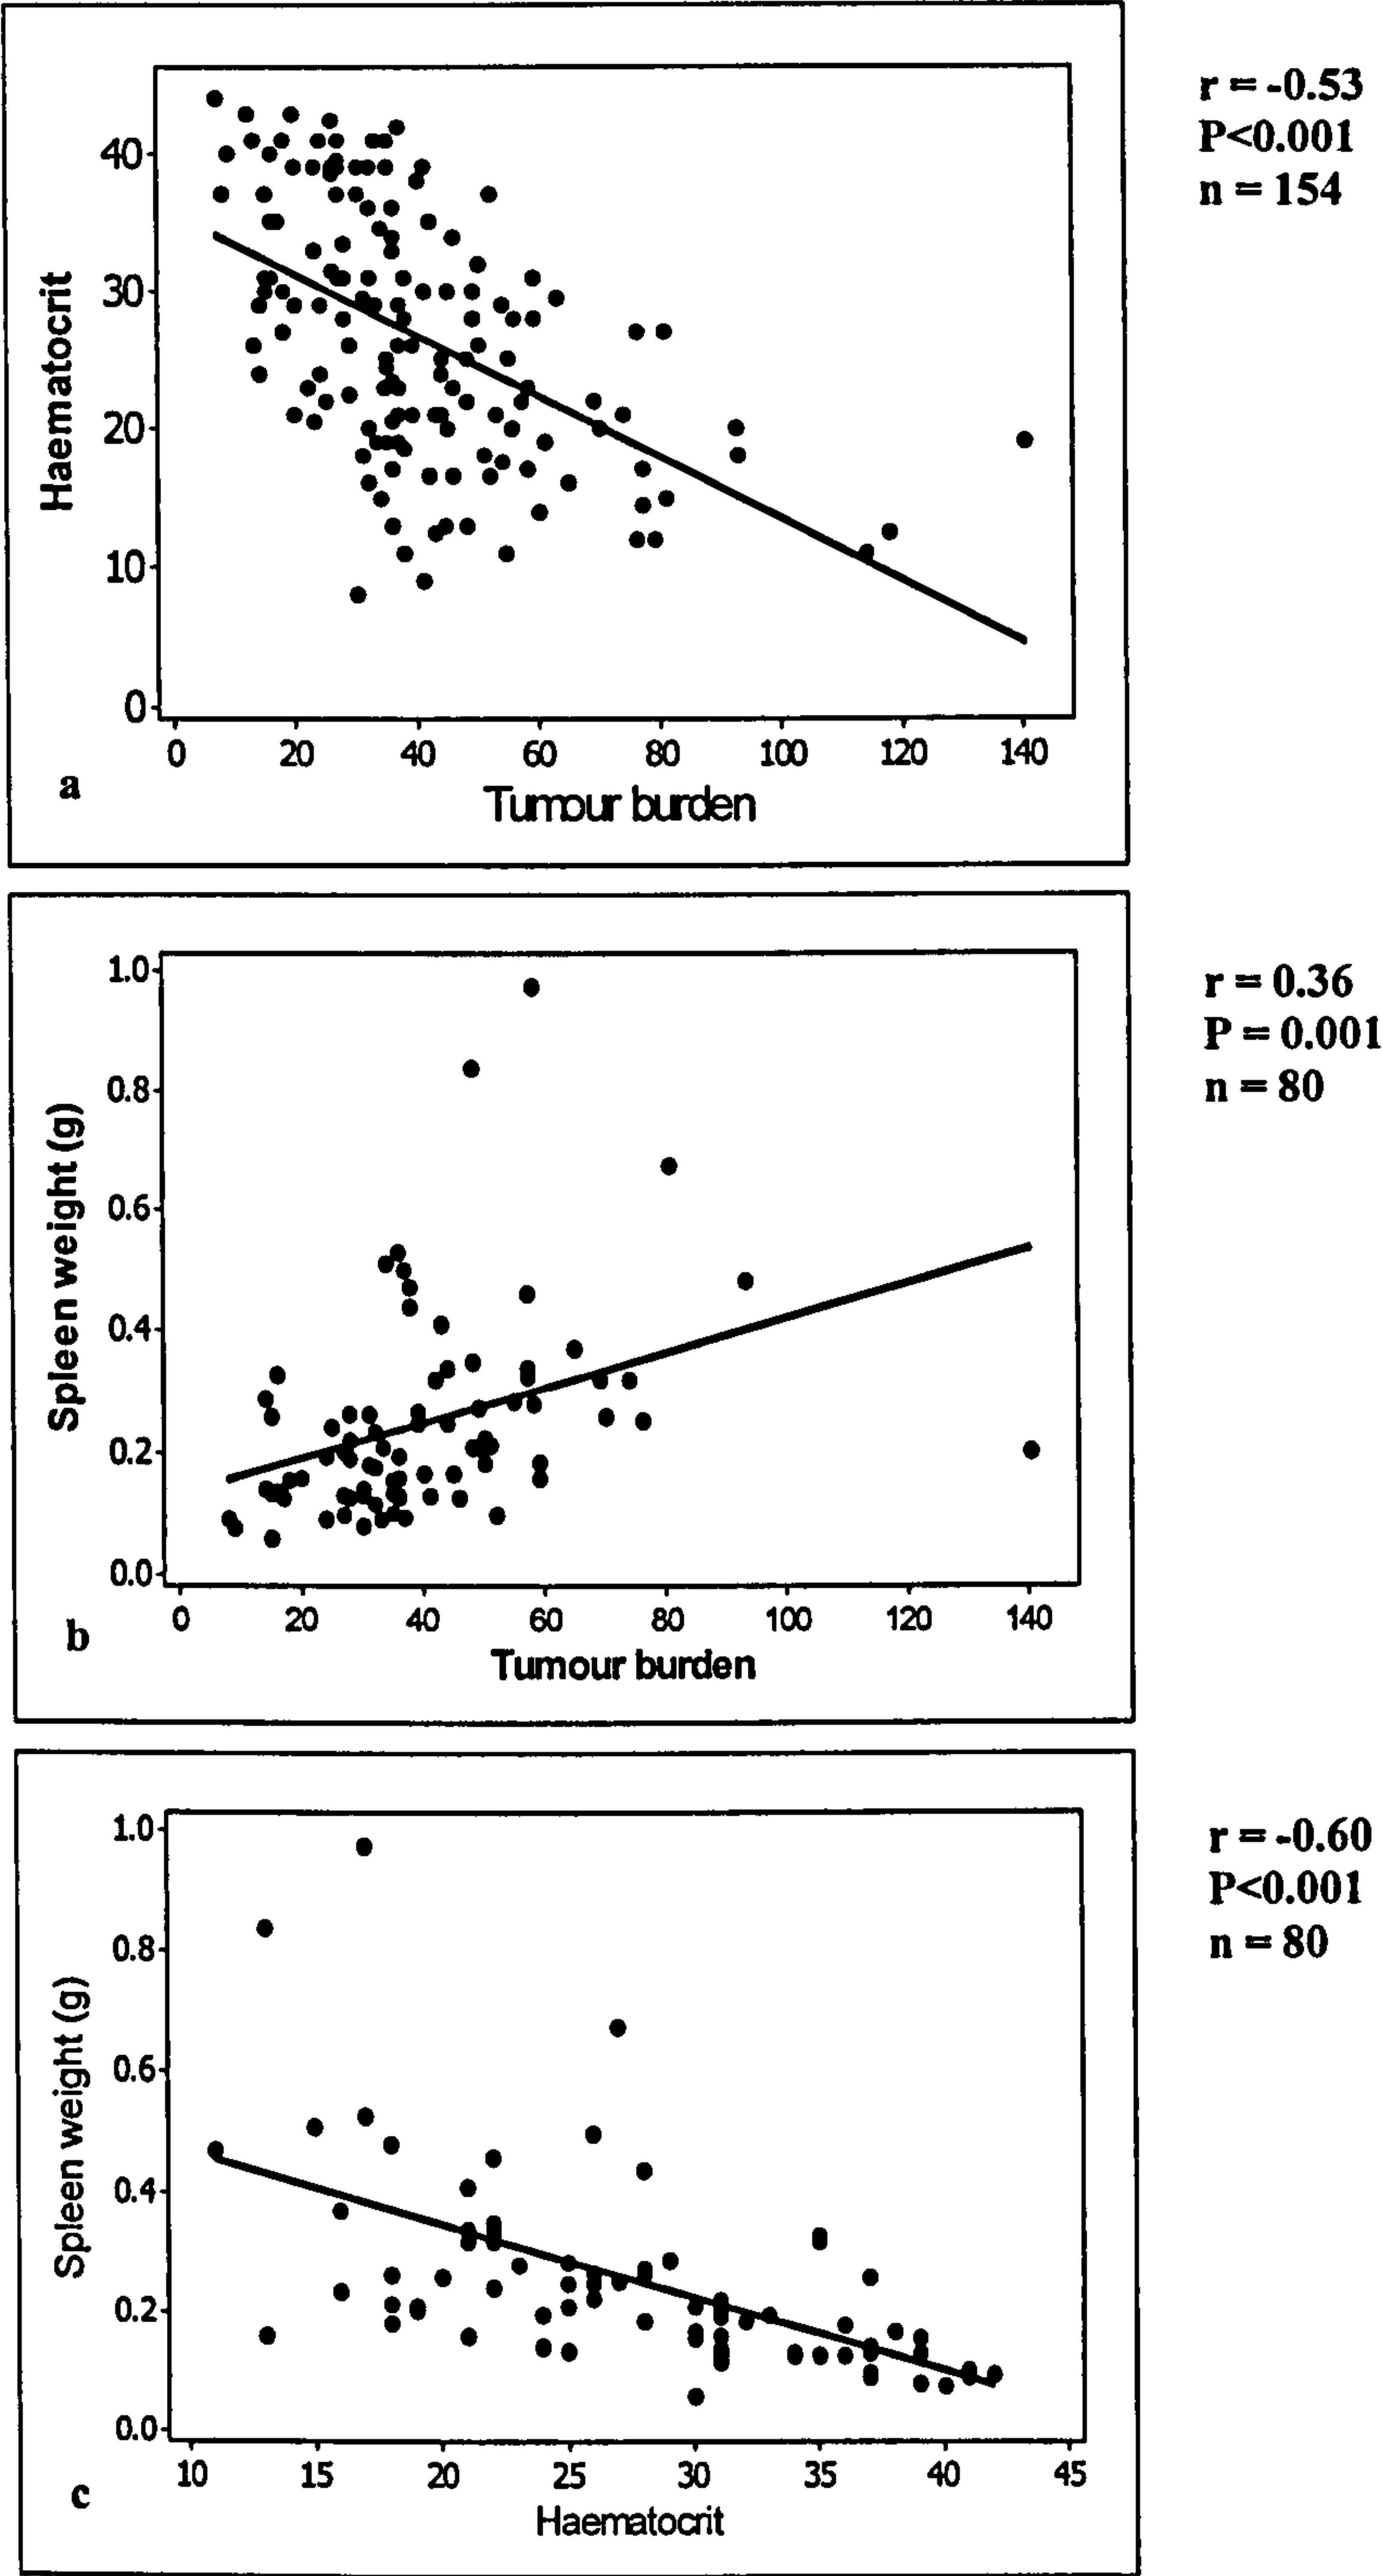 r = -0.53
P<0.001
n = 154
40
30
20
10
0
Haematocrit
0 20 40 60 80 100 120 140
Tumour burden
a
r = 0.36
P = 0.001
n = 80
1.0
0.8
0.6
0.4
0.2
0.0
Spleen weight (g)
0 20 40 60 80 100 120 140
Tumour burden
b
r = -0.60
P<0.001
n = 80
1.0
0.8
0.6
0.4
0.2
0.0
Spleen weight (g)
10 15 20 25 30 35 40 45
Haematocrit
c